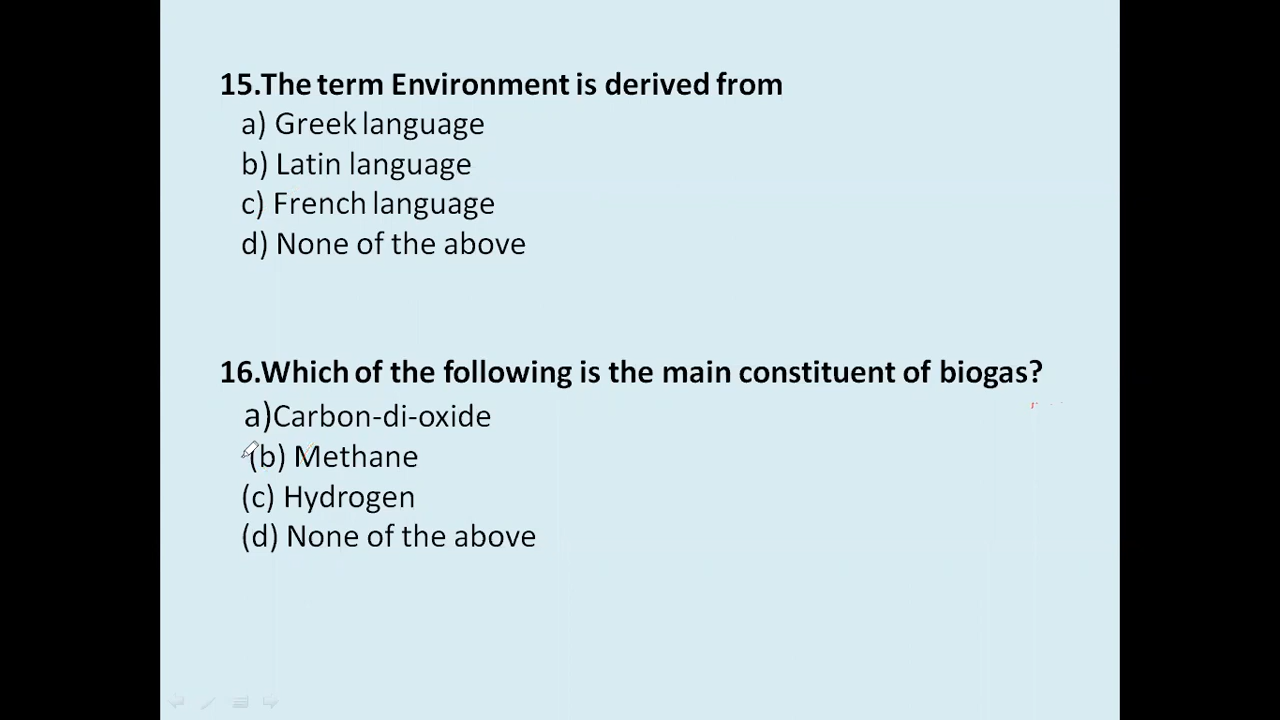 15.The term Environment is derived from
a) Greek language
b) Latin language
c) French language
d) None of the above
16.Which of the following is the main constituent of biogas?
a)Carbon-di-oxide
(b) Methane
(c) Hydrogen
(d) None of the above